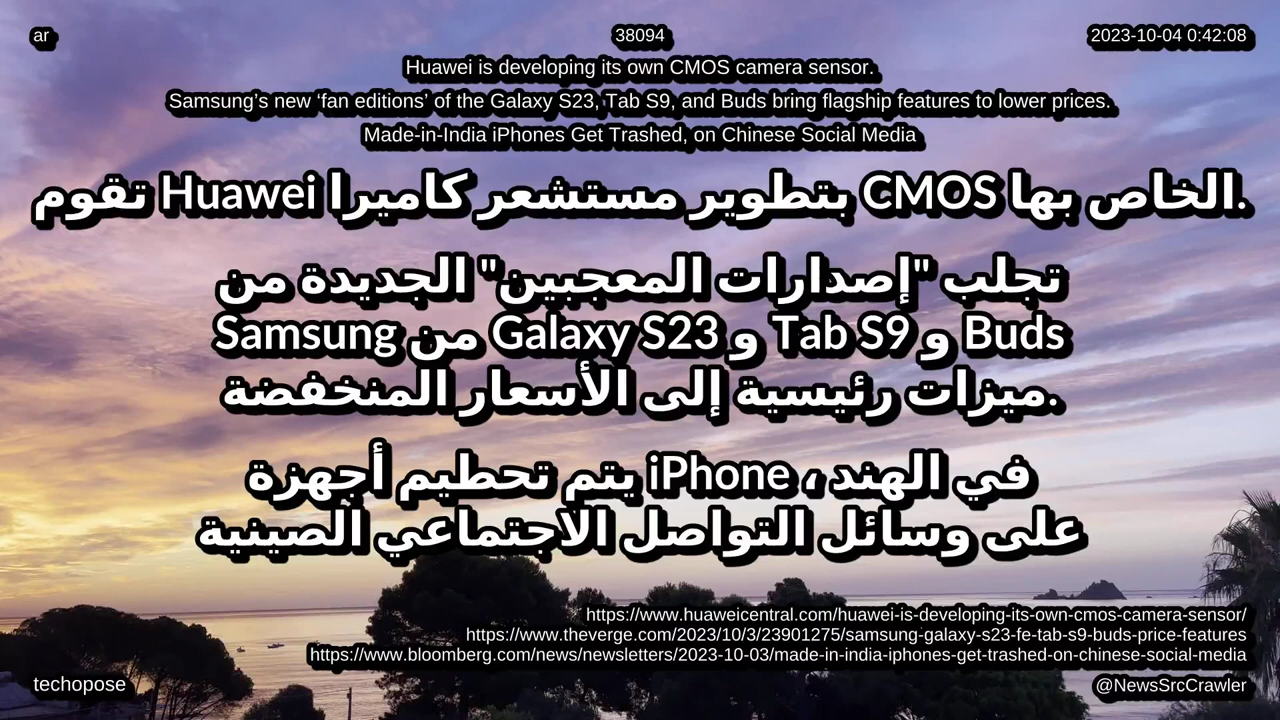 ar
38094
2023-10-04 0:42:08
Huawei is developing its own CMOS camera sensor.
Samsung's new ‘fan editions’ of the Galaxy S23, Tab S9, and Buds bring flagship features to lower prices.
Made-in-India iPhones Get Trashed, on Chinese Social Media
تقوم Huawei بتطوير مستشعر كاميرا CMOS الخاص بها.
تجلب "إصدارات المعجبين" الجديدة من
Samsung من Galaxy S23 و Tab S9 و Buds
ميزات رئيسية إلى الأسعار المنخفضة.
في الهند ، iPhone يتم تحطيم أجهزة
على وسائل التواصل الاجتماعي الصينية
https://www.huaweicentral.com/huawei-is-developing-its-own-cmos-camera-sensor/
https://www.theverge.com/2023/10/3/23901275/samsung-galaxy-s23-fe-tab-s9-buds-price-features
https://www.bloomberg.com/news/newsletters/2023-10-03/made-in-india-iphones-get-trashed-on-chinese-social-media
techopose
@NewsSrcCrawler